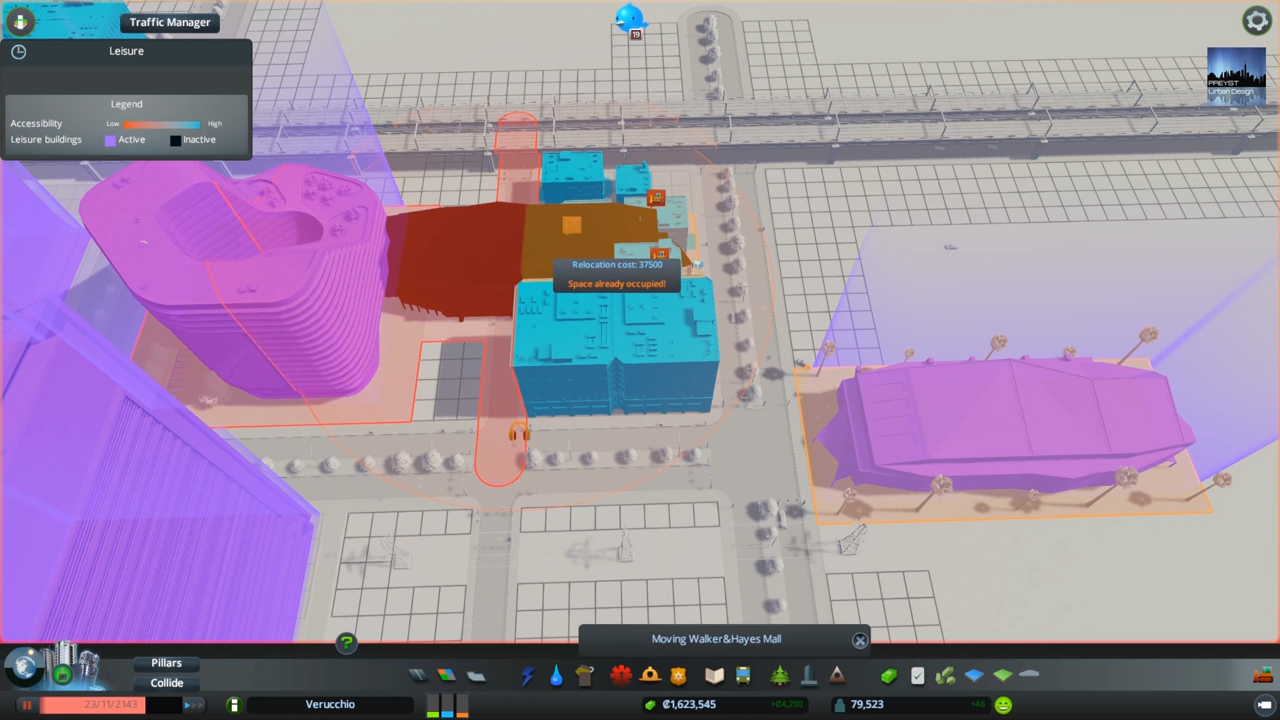 Traffic Manager
19
Leisure
Legend
Accessibility
Low
High
Leisure buildings
Active
Inactive
PREYST
Urban Design
Relocation cost: 37500
Space already occupied!
?
Moving Walker&Hayes Mall
Pillars
Collide
23/11/2143
Verucchio
₡1,623,545
+₡4,290
79,523
+46